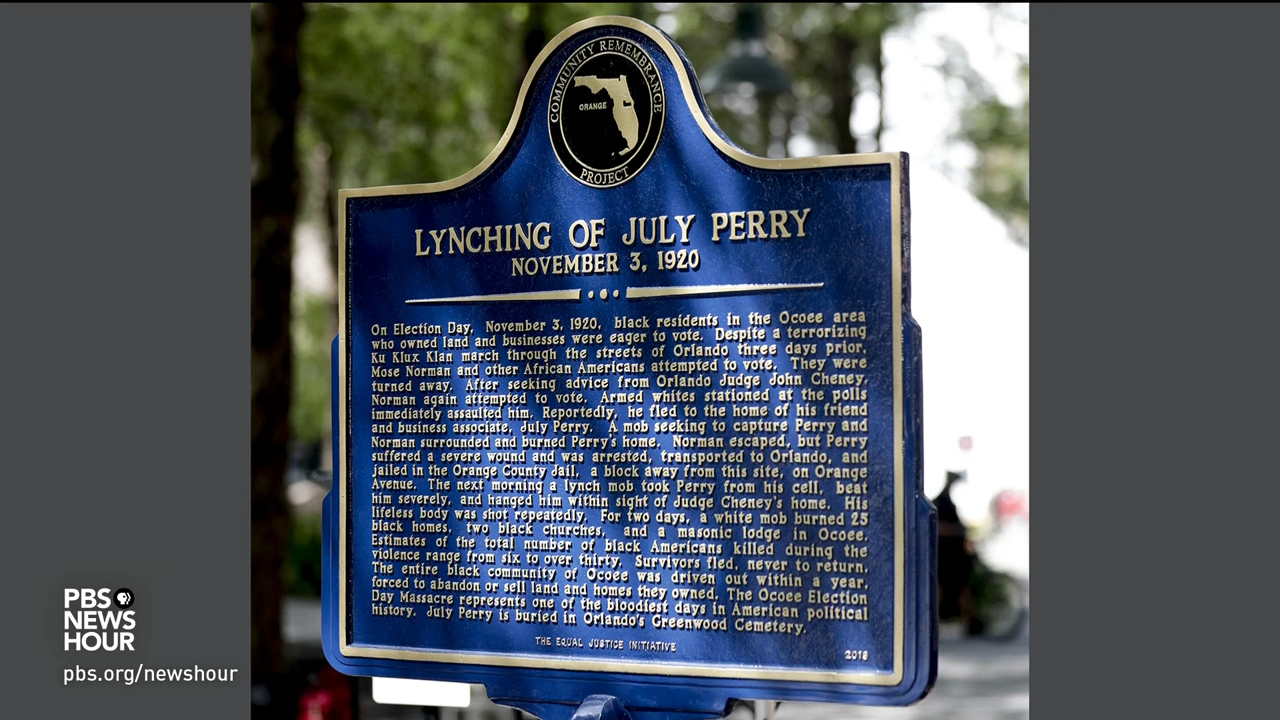 COMMUNITY REMEMBRANCE
ORANGE
PROJECT
LYNCHING OF JULY PERRY
NOVEMBER 3, 1920
On Election Day, November 3, 1920, black residents in the Ocoee area
who owned land and businesses were eager to vote. Despite a terrorizing
Ku Klux Klan march through the streets of Orlando three days prior,
Mose Norman and other African Americans attempted to vote. They were
turned away. After seeking advice from Orlando Judge John Cheney,
Norman again attempted to vote. Armed whites stationed at the polls
immediately assaulted him. Reportedly, he fled to the home of his friend
and business associate, July Perry. A mob seeking to capture Perry and
Norman surrounded and burned Perry's home. Norman escaped, but Perry
suffered a severe wound and was arrested, transported to Orlando, and
jailed in the Orange County Jail, a block away from this site, on Orange
Avenue. The next morning a lynch mob took Perry from his cell, beat
him severely, and hanged him within sight of Judge Cheney's home. His
lifeless body was shot repeatedly. For two days, a white mob burned 25
black homes, two black churches, and a masonic lodge in Ocoee.
Estimates of the total number of black Americans killed during the
violence range from six to over thirty. Survivors fled, never to return.
The entire black community of Ocoee was driven out within a year,
forced to abandon or sell land and homes they owned. The Ocoee Election
Day Massacre represents one of the bloodiest days in American political
history. July Perry is buried in Orlando's Greenwood Cemetery.
THE EQUAL JUSTICE INITIATIVE
2018
PBS
NEWS
HOUR
pbs.org/newshour